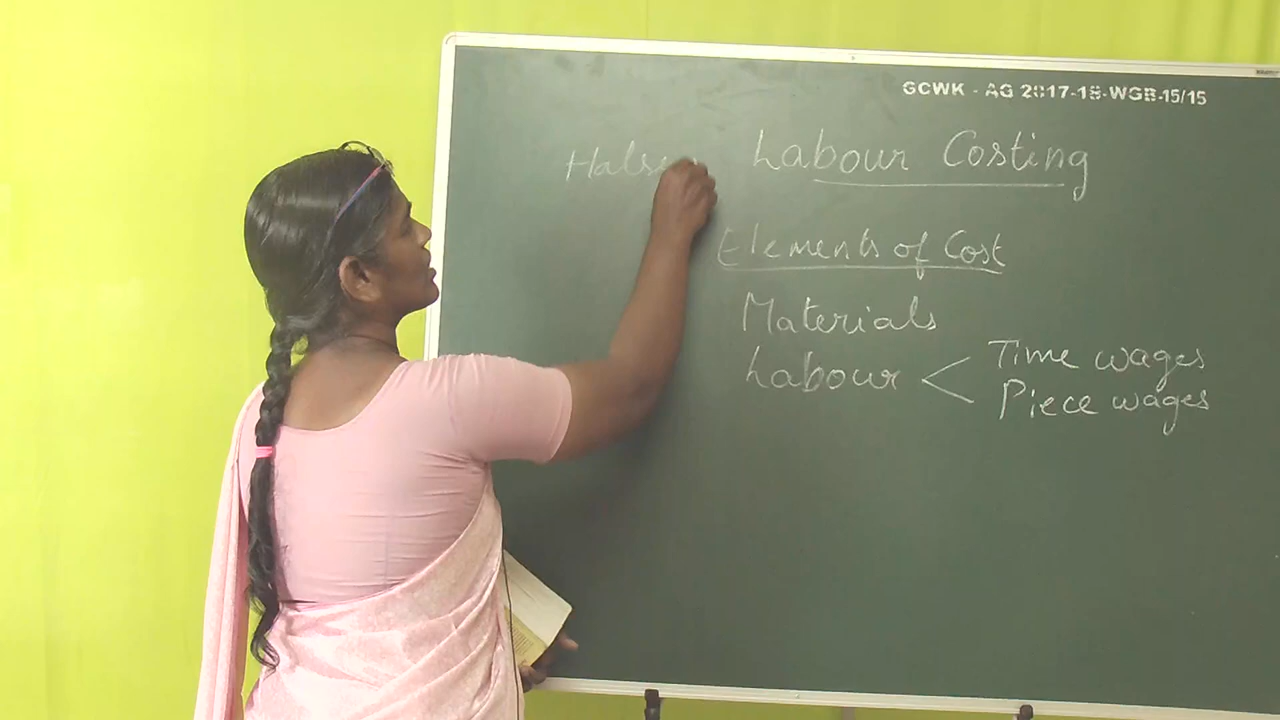 GCWK - AG 2017-18-WGB-15/15
Labour Costing
Elements of Cost
Materials
Labour < Time wages
Piece wages